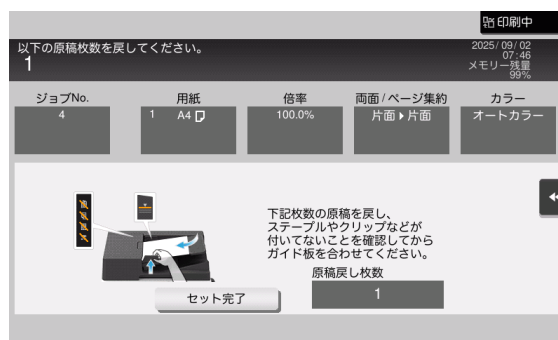 印刷中
以下の原稿枚数を戻してください。
1
2025/09/02
07:46
メモリー残量
99%
ジョブNo. 用紙 倍率 両面/ページ集約 カラー
4 1 A4 100.0% 片面▶片面 オートカラー
下記枚数の原稿を戻し、
ステープルやクリップなどが
付いてないことを確認してから
ガイド板を合わせてください。
原稿戻し枚数
1
セット完了